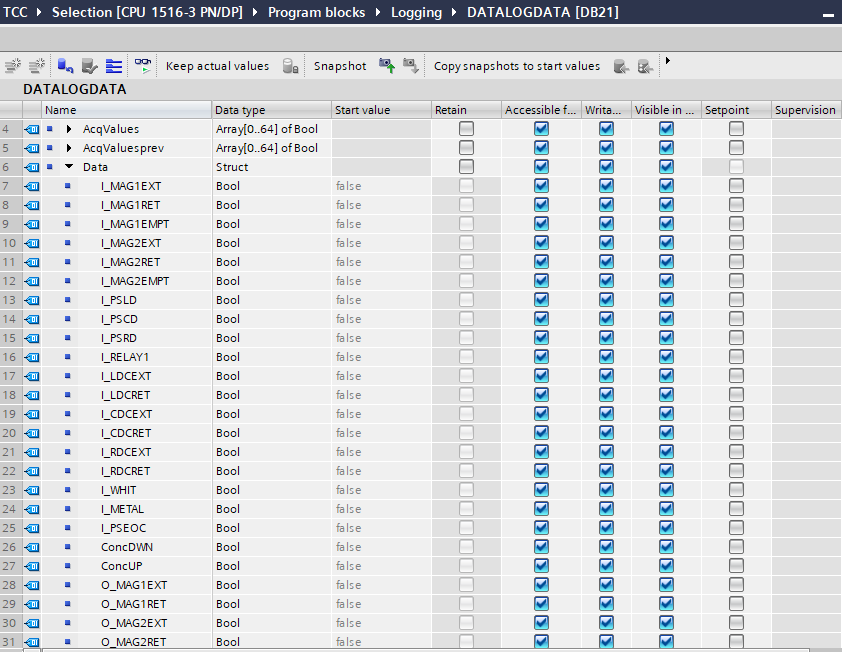 TCC ▸ Selection [CPU 1516-3 PN/DP] ▸ Program blocks ▸ Logging ▸ DATALOGDATA [DB21]
Keep actual values Snapshot Copy snapshots to start values
DATALOGDATA
Name Data type Start value Retain Accessible f... Writa... Visible in ... Setpoint Supervision
4 AcqValues Array[0..64] of Bool
5 AcqValuesprev Array[0..64] of Bool
6 Data Struct
7 I_MAG1EXT Bool false
8 I_MAG1RET Bool false
9 I_MAG1EMPT Bool false
10 I_MAG2EXT Bool false
11 I_MAG2RET Bool false
12 I_MAG2EMPT Bool false
13 I_PSLD Bool false
14 I_PSCD Bool false
15 I_PSRD Bool false
16 I_RELAY1 Bool false
17 I_LDCEXT Bool false
18 I_LDCRET Bool false
19 I_CDCEXT Bool false
20 I_CDCRET Bool false
21 I_RDCEXT Bool false
22 I_RDCRET Bool false
23 I_WHIT Bool false
24 I_METAL Bool false
25 I_PSEOC Bool false
26 ConcDWN Bool false
27 ConcUP Bool false
28 O_MAG1EXT Bool false
29 O_MAG1RET Bool false
30 O_MAG2EXT Bool false
31 O_MAG2RET Bool false